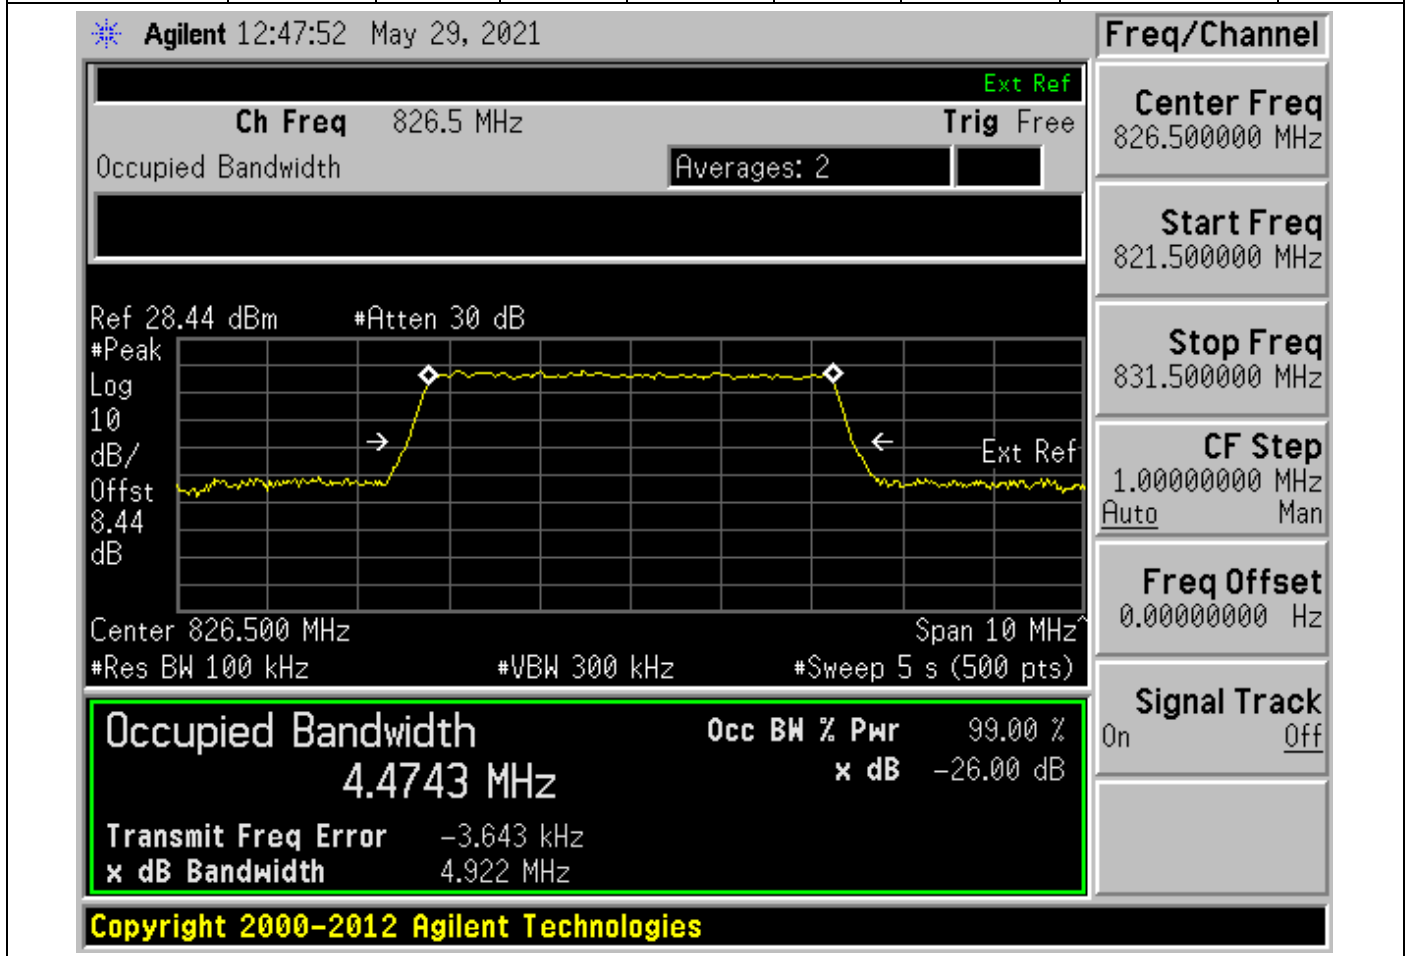 Agilent 12:47:52 May 29, 2021
Freq/Channel
Ext Ref
Ch Freq 826.5 MHz Trig Free
Occupied Bandwidth Averages: 2
Center Freq
826.500000 MHz
Start Freq
821.500000 MHz
Stop Freq
831.500000 MHz
CF Step
1.00000000 MHz
Auto Man
Freq Offset
0.00000000 Hz
Signal Track
On Off
Ref 28.44 dBm #Atten 30 dB
#Peak
Log
10
dB/
Offst
8.44
dB
Ext Ref
Center 826.500 MHz Span 10 MHz^
#Res BW 100 kHz #VBW 300 kHz #Sweep 5 s (500 pts)
Occupied Bandwidth Occ BW % Pwr 99.00 %
4.4743 MHz x dB -26.00 dB
Transmit Freq Error -3.643 kHz
x dB Bandwidth 4.922 MHz
Copyright 2000-2012 Agilent Technologies